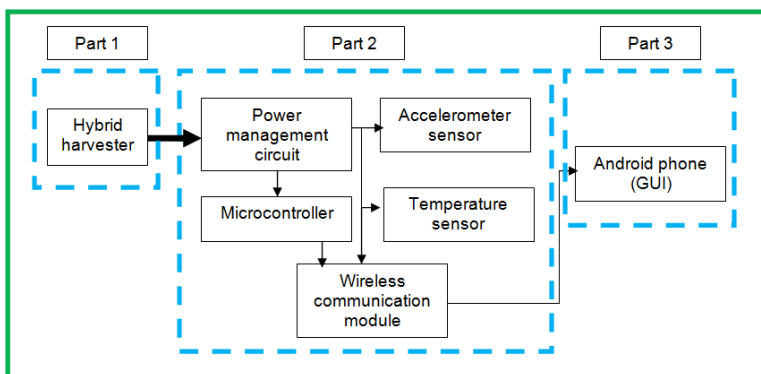 Part 1
Part 2
Part 3
Hybrid
harvester
Power
management
circuit
Accelerometer
sensor
Microcontroller
Temperature
sensor
Wireless
communication
module
Android phone
(GUI)